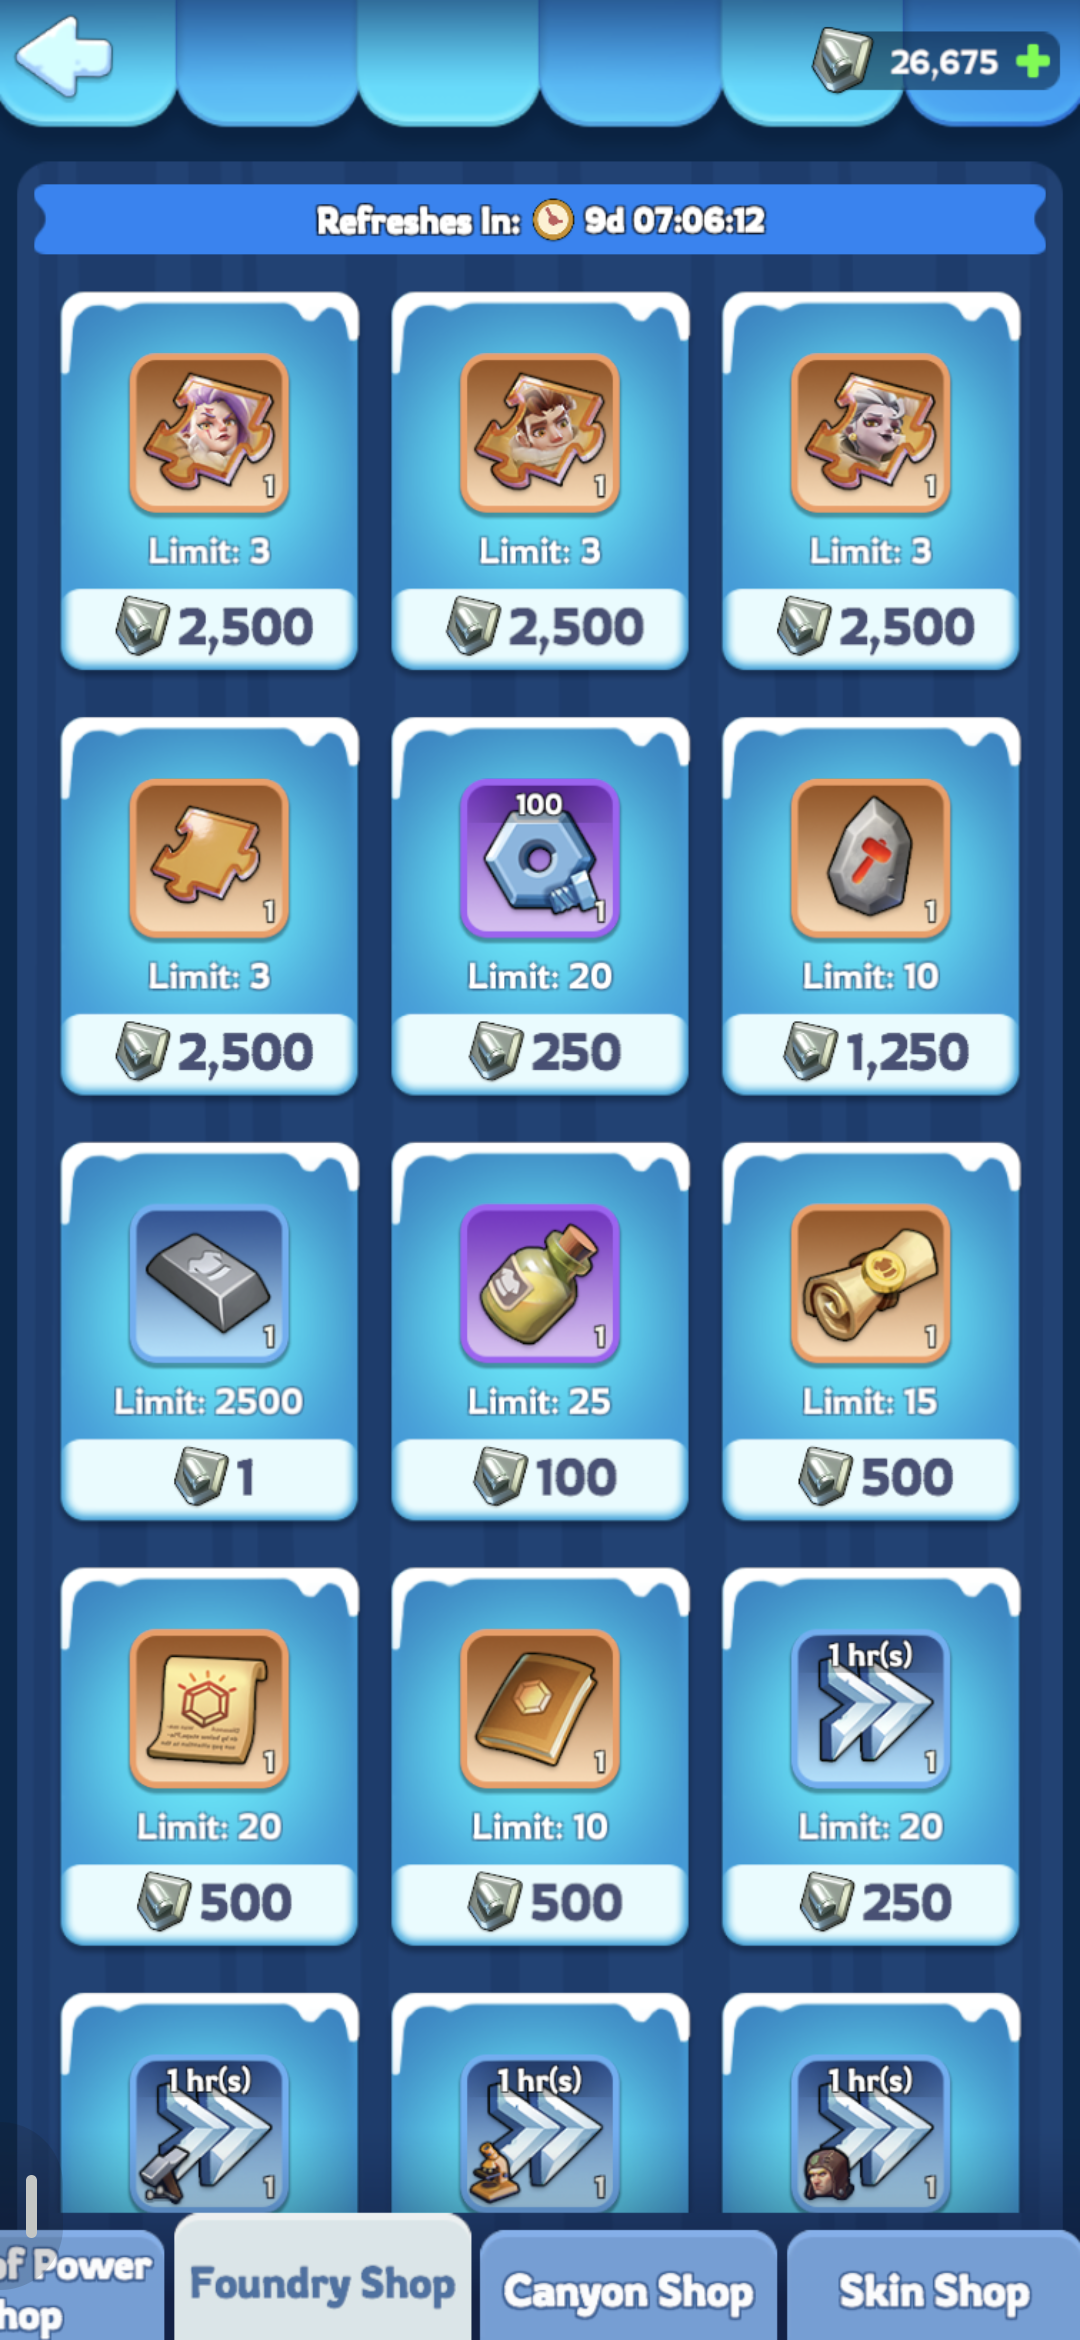 26,675
Refreshes In: 9d 07:06:12
1 1 1
Limit: 3 Limit: 3 Limit: 3
2,500 2,500 2,500
100
1 1 1
Limit: 3 Limit: 20 Limit: 10
2,500 250 1,250
1 1 1
Limit: 2500 Limit: 25 Limit: 15
1 100 500
1 hr(s)
1 1 1
Limit: 20 Limit: 10 Limit: 20
500 500 250
1 hr(s) 1 hr(s) 1 hr(s)
1 1 1
of Power
hop
Foundry Shop Canyon Shop Skin Shop